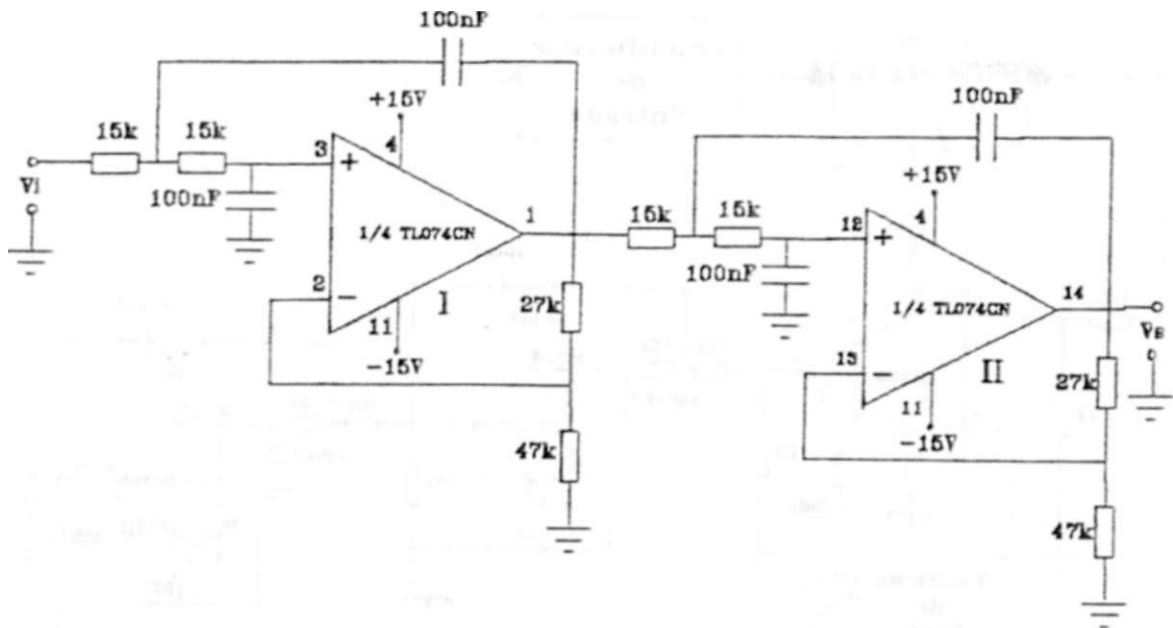 100nF
+15V
15k
15k
3
4
+
100nF
Vi
1/4 TL074CN
1
2
−
11
I
−15V
27k
47k
100nF
+15V
15k
15k
12
4
+
100nF
1/4 TL074CN
14
13
−
11
II
−15V
27k
Vs
47k